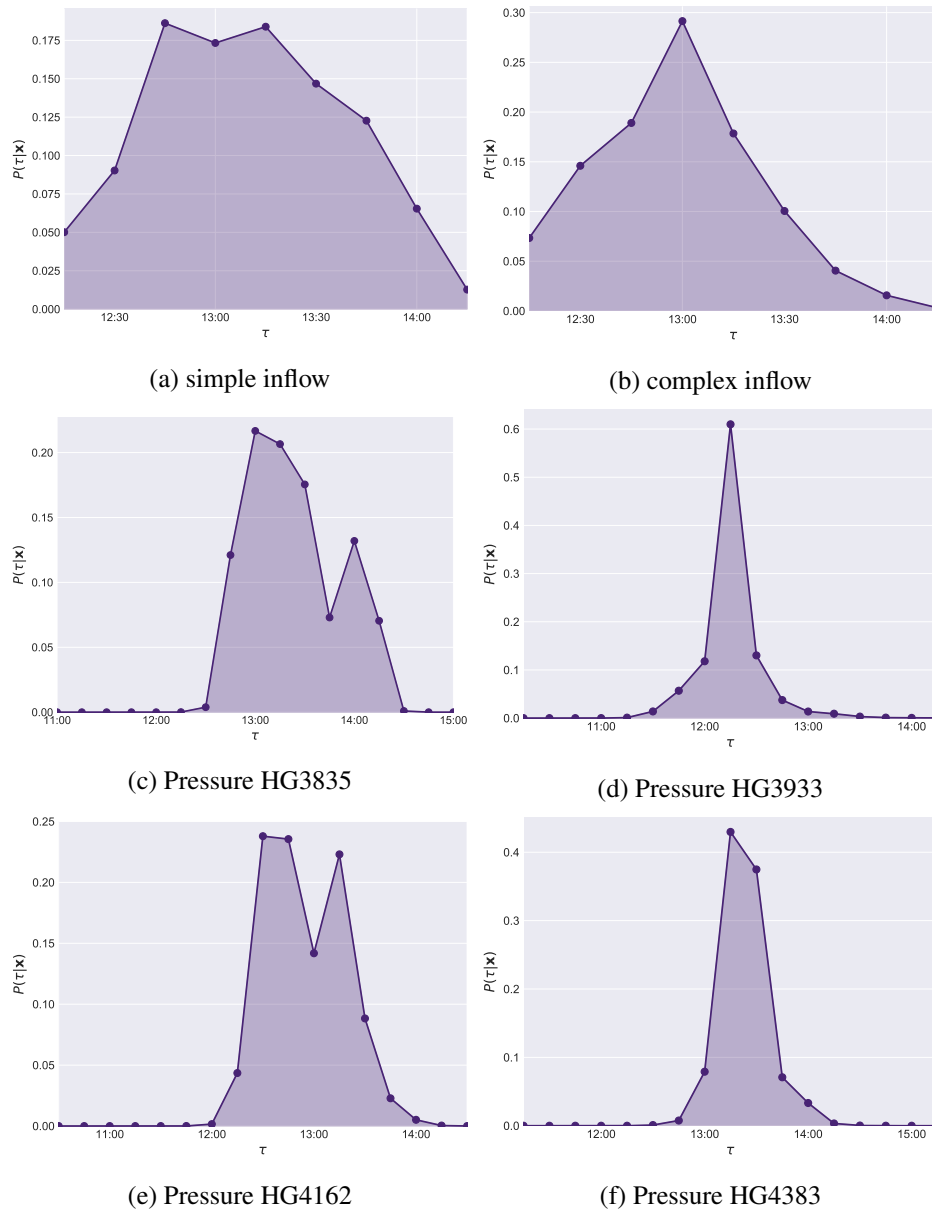 0.175
0.150
0.125
0.100
0.075
0.050
0.025
0.000
P(τ|x)
12:30 13:00 13:30 14:00
τ
(a) simple inflow
0.30
0.25
0.20
0.15
0.10
0.05
0.00
P(τ|x)
12:30 13:00 13:30 14:00
τ
(b) complex inflow
0.20
0.15
0.10
0.05
0.00
P(τ|x)
11:00 12:00 13:00 14:00 15:00
τ
(c) Pressure HG3835
0.6
0.5
0.4
0.3
0.2
0.1
0.0
P(τ|x)
11:00 12:00 13:00 14:00
τ
(d) Pressure HG3933
0.25
0.20
0.15
0.10
0.05
0.00
P(τ|x)
11:00 12:00 13:00 14:00
τ
(e) Pressure HG4162
0.4
0.3
0.2
0.1
0.0
P(τ|x)
12:00 13:00 14:00 15:00
τ
(f) Pressure HG4383